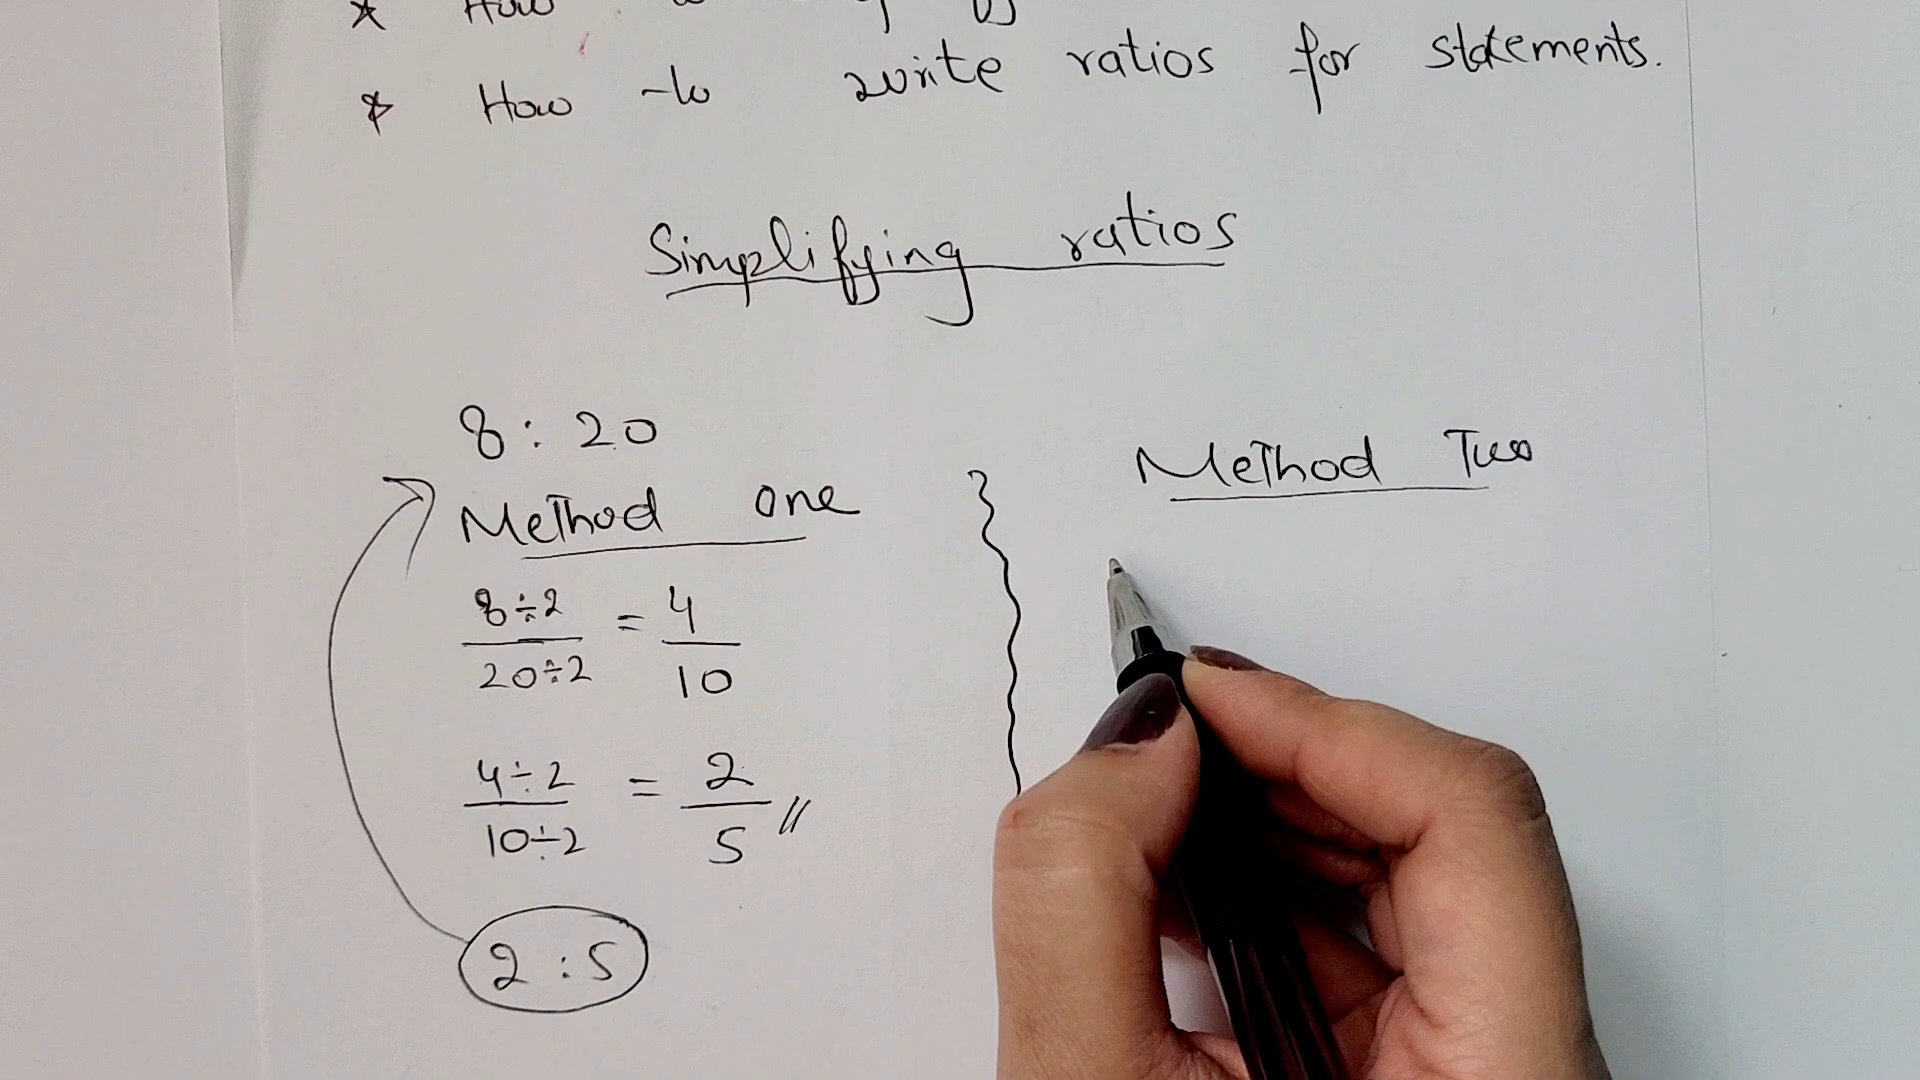 * How
* How to write ratios for statements.
Simplifying ratios
8 : 20
Method one
8÷2 = 4
20÷2 10
4÷2 = 2 //
10÷2 5
2 : 5
Method Two